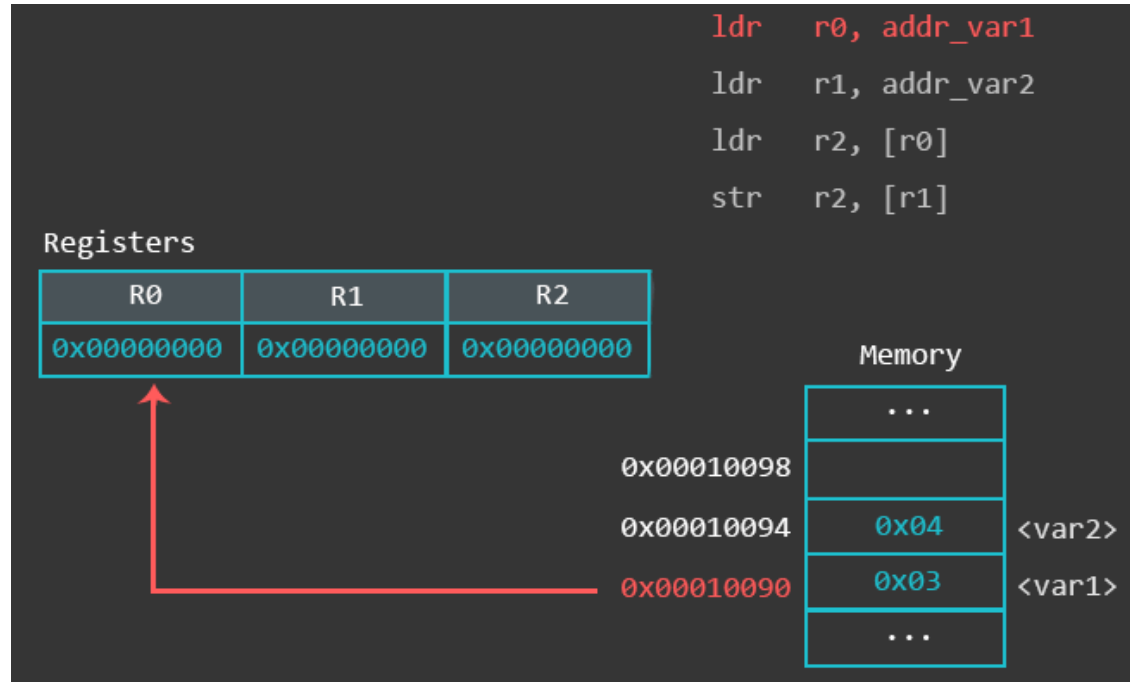 ldr r0, addr_var1
ldr r1, addr_var2
ldr r2, [r0]
str r2, [r1]
Registers
R0 R1 R2
0x00000000 0x00000000 0x00000000
Memory
...
0x00010098
0x00010094 0x04 <var2>
0x00010090 0x03 <var1>
...